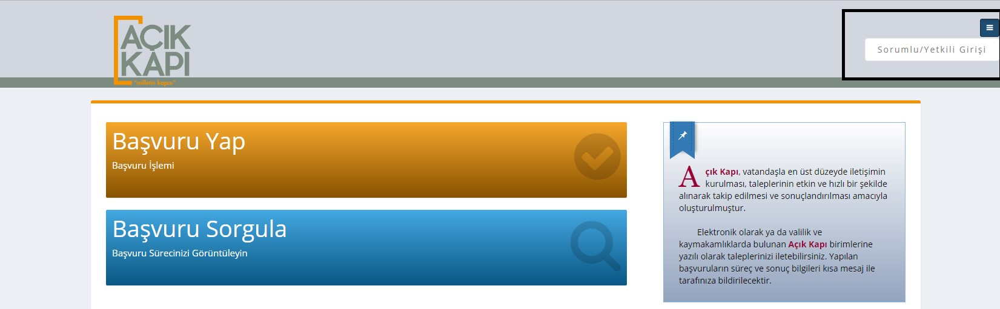 AÇIK
KAPI
"milletin kapısı"
Sorumlu/Yetkili Girişi
Başvuru Yap
Başvuru İşlemi
Başvuru Sorgula
Başvuru Sürecinizi Görüntüleyin
Açık Kapı, vatandaşla en üst düzeyde iletişimin
kurulması, taleplerinin etkin ve hızlı bir şekilde
alınarak takip edilmesi ve sonuçlandırılması amacıyla
oluşturulmuştur.
Elektronik olarak ya da valilik ve
kaymakamlıklarda bulunan Açık Kapı birimlerine
yazılı olarak taleplerinizi iletebilirsiniz. Yapılan
başvuruların süreç ve sonuç bilgileri kısa mesaj ile
tarafınıza bildirilecektir.